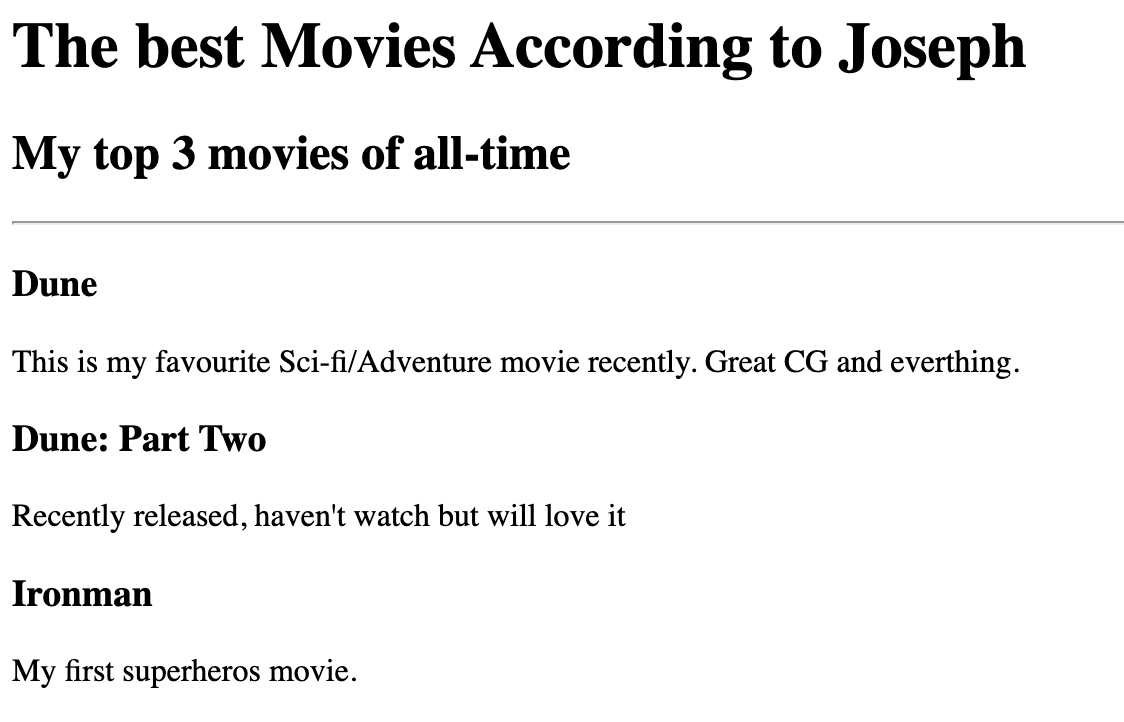 The best Movies According to Joseph
My top 3 movies of all-time
Dune
This is my favourite Sci-fi/Adventure movie recently. Great CG and everthing.
Dune: Part Two
Recently released, haven't watch but will love it
Ironman
My first superheros movie.